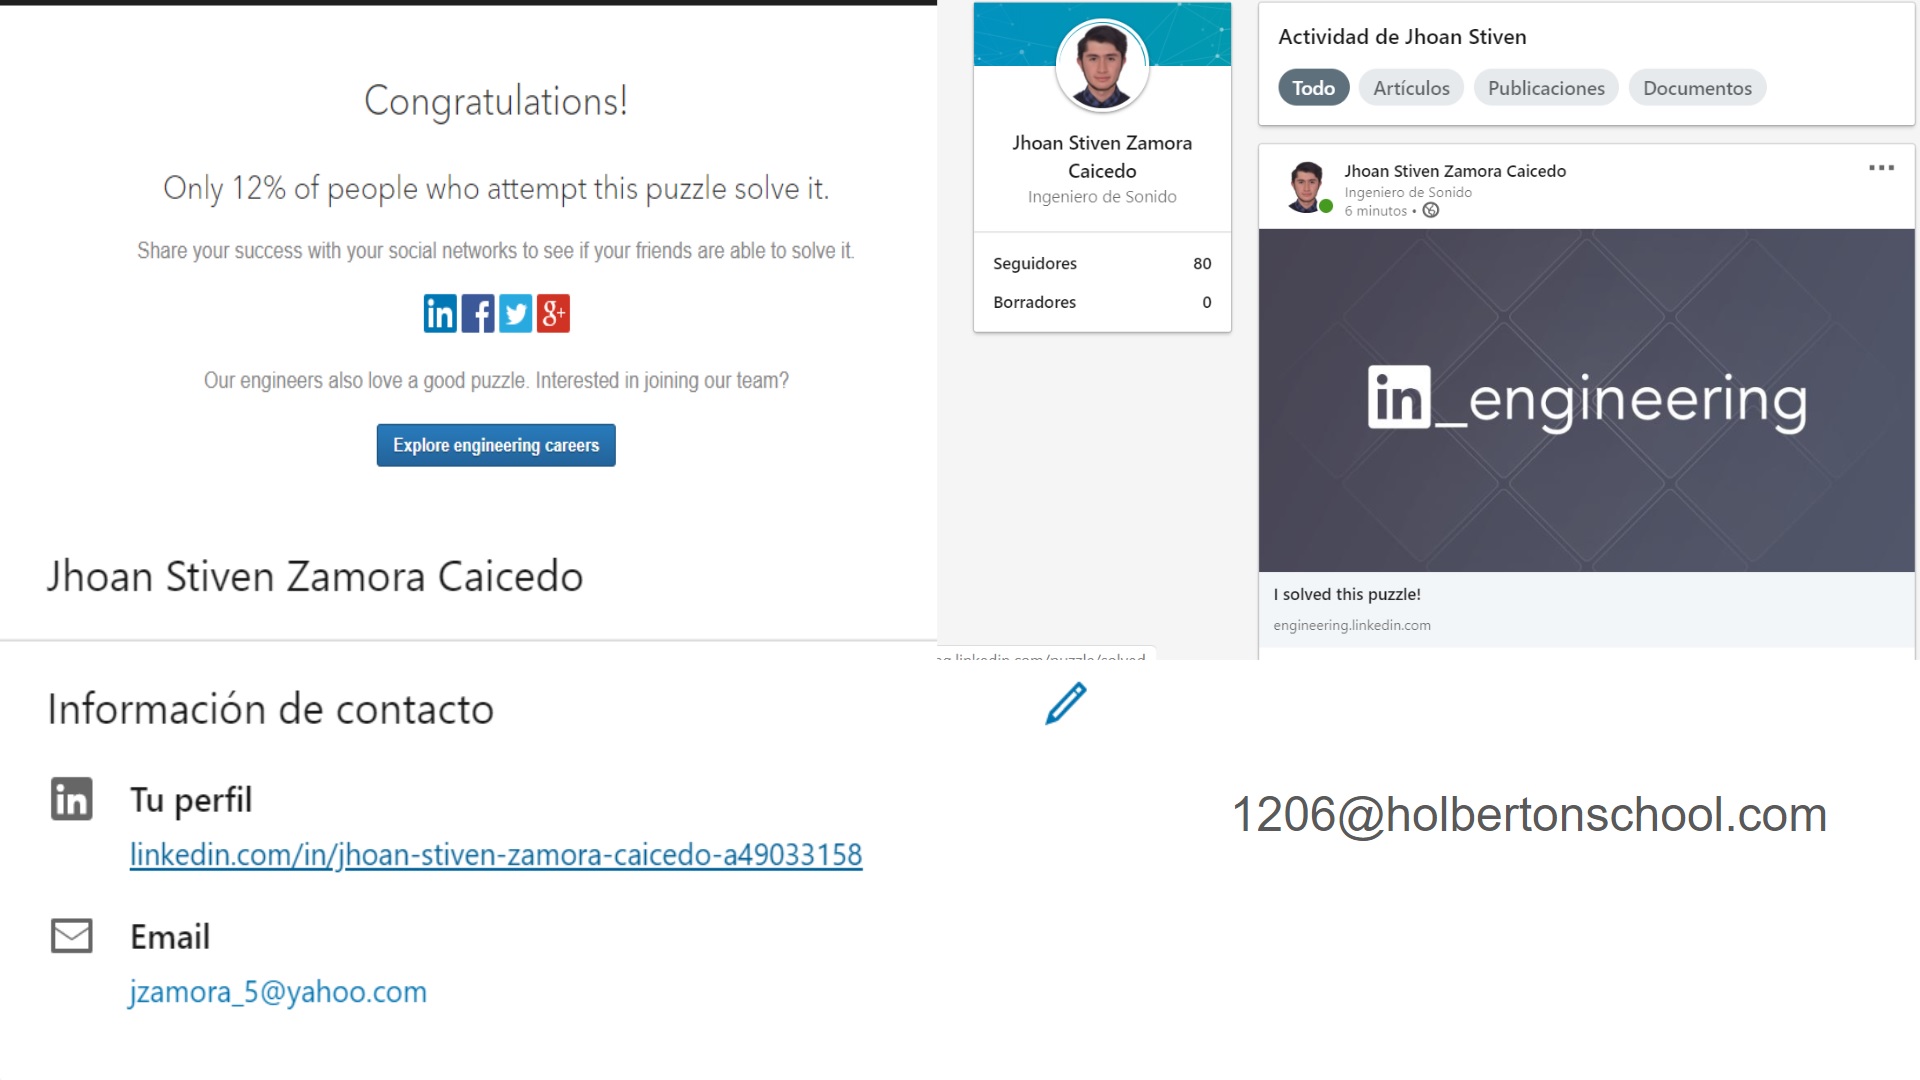 Congratulations!
Only 12% of people who attempt this puzzle solve it.
Share your success with your social networks to see if your friends are able to solve it.
in f g+
Our engineers also love a good puzzle. Interested in joining our team?
Explore engineering careers
Jhoan Stiven Zamora Caicedo
Información de contacto
in Tu perfil
linkedin.com/in/jhoan-stiven-zamora-caicedo-a49033158
Email
jzamora_5@yahoo.com
Jhoan Stiven Zamora
Caicedo
Ingeniero de Sonido
Seguidores 80
Borradores 0
Actividad de Jhoan Stiven
Todo Artículos Publicaciones Documentos
Jhoan Stiven Zamora Caicedo
Ingeniero de Sonido
6 minutos •
in_engineering
I solved this puzzle!
engineering.linkedin.com
linkedin.com/puzzle/solved
1206@holbertonschool.com